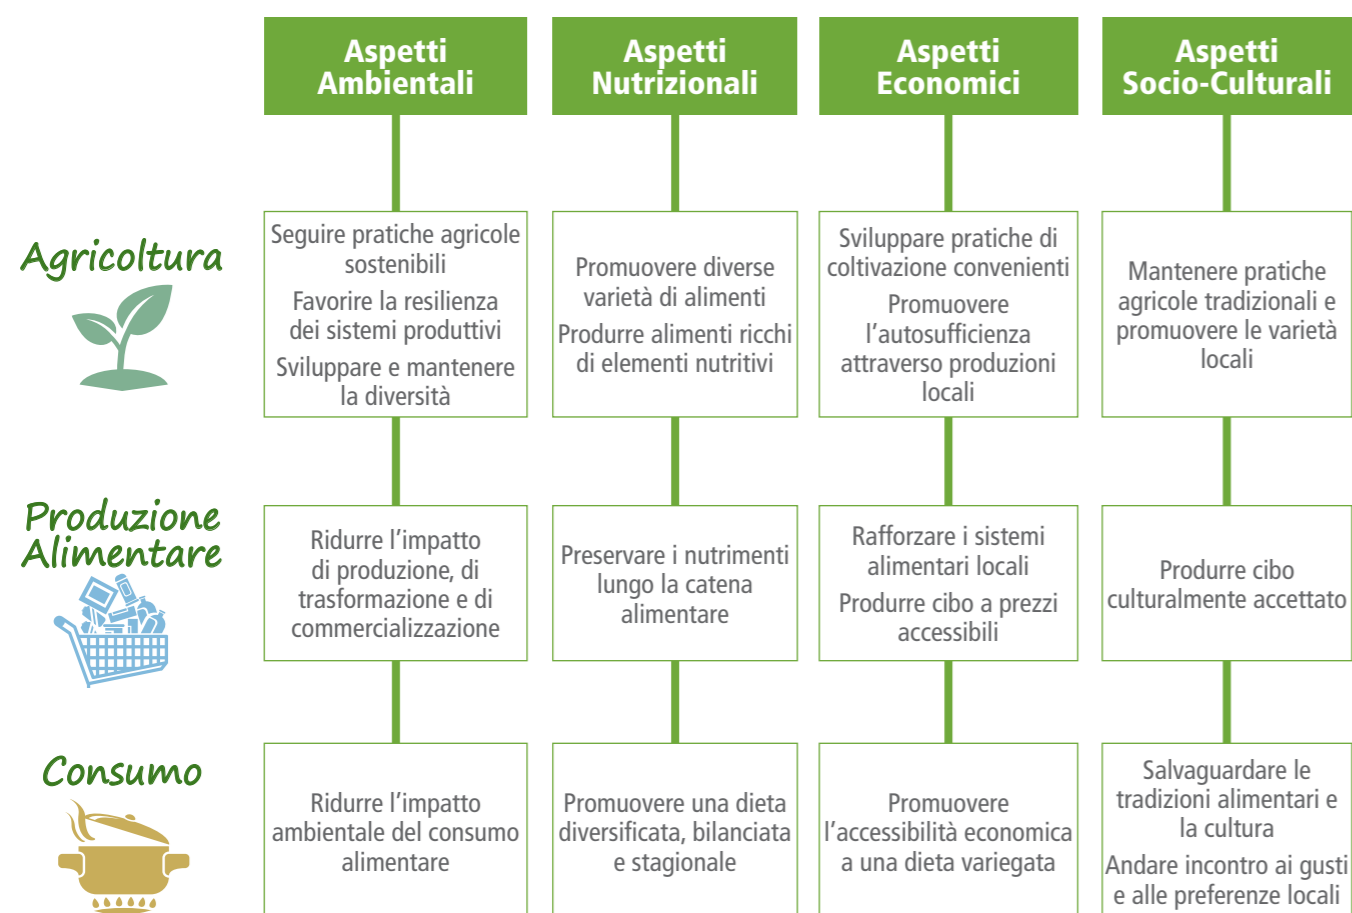 Aspetti
Ambientali
Aspetti
Nutrizionali
Aspetti
Economici
Aspetti
Socio-Culturali
Agricoltura
Seguire pratiche agricole
sostenibili
Favorire la resilienza
dei sistemi produttivi
Sviluppare e mantenere
la diversità
Promuovere diverse
varietà di alimenti
Produrre alimenti ricchi
di elementi nutritivi
Sviluppare pratiche di
coltivazione convenienti
Promuovere
l’autosufficienza
attraverso produzioni
locali
Mantenere pratiche
agricole tradizionali e
promuovere le varietà
locali
Produzione
Alimentare
Ridurre l’impatto
di produzione, di
trasformazione e di
commercializzazione
Preservare i nutrimenti
lungo la catena
alimentare
Rafforzare i sistemi
alimentari locali
Produrre cibo a prezzi
accessibili
Produrre cibo
culturalmente accettato
Consumo
Ridurre l’impatto
ambientale del consumo
alimentare
Promuovere una dieta
diversificata, bilanciata
e stagionale
Promuovere
l’accessibilità economica
a una dieta variegata
Salvaguardare le
tradizioni alimentari e
la cultura
Andare incontro ai gusti
e alle preferenze locali